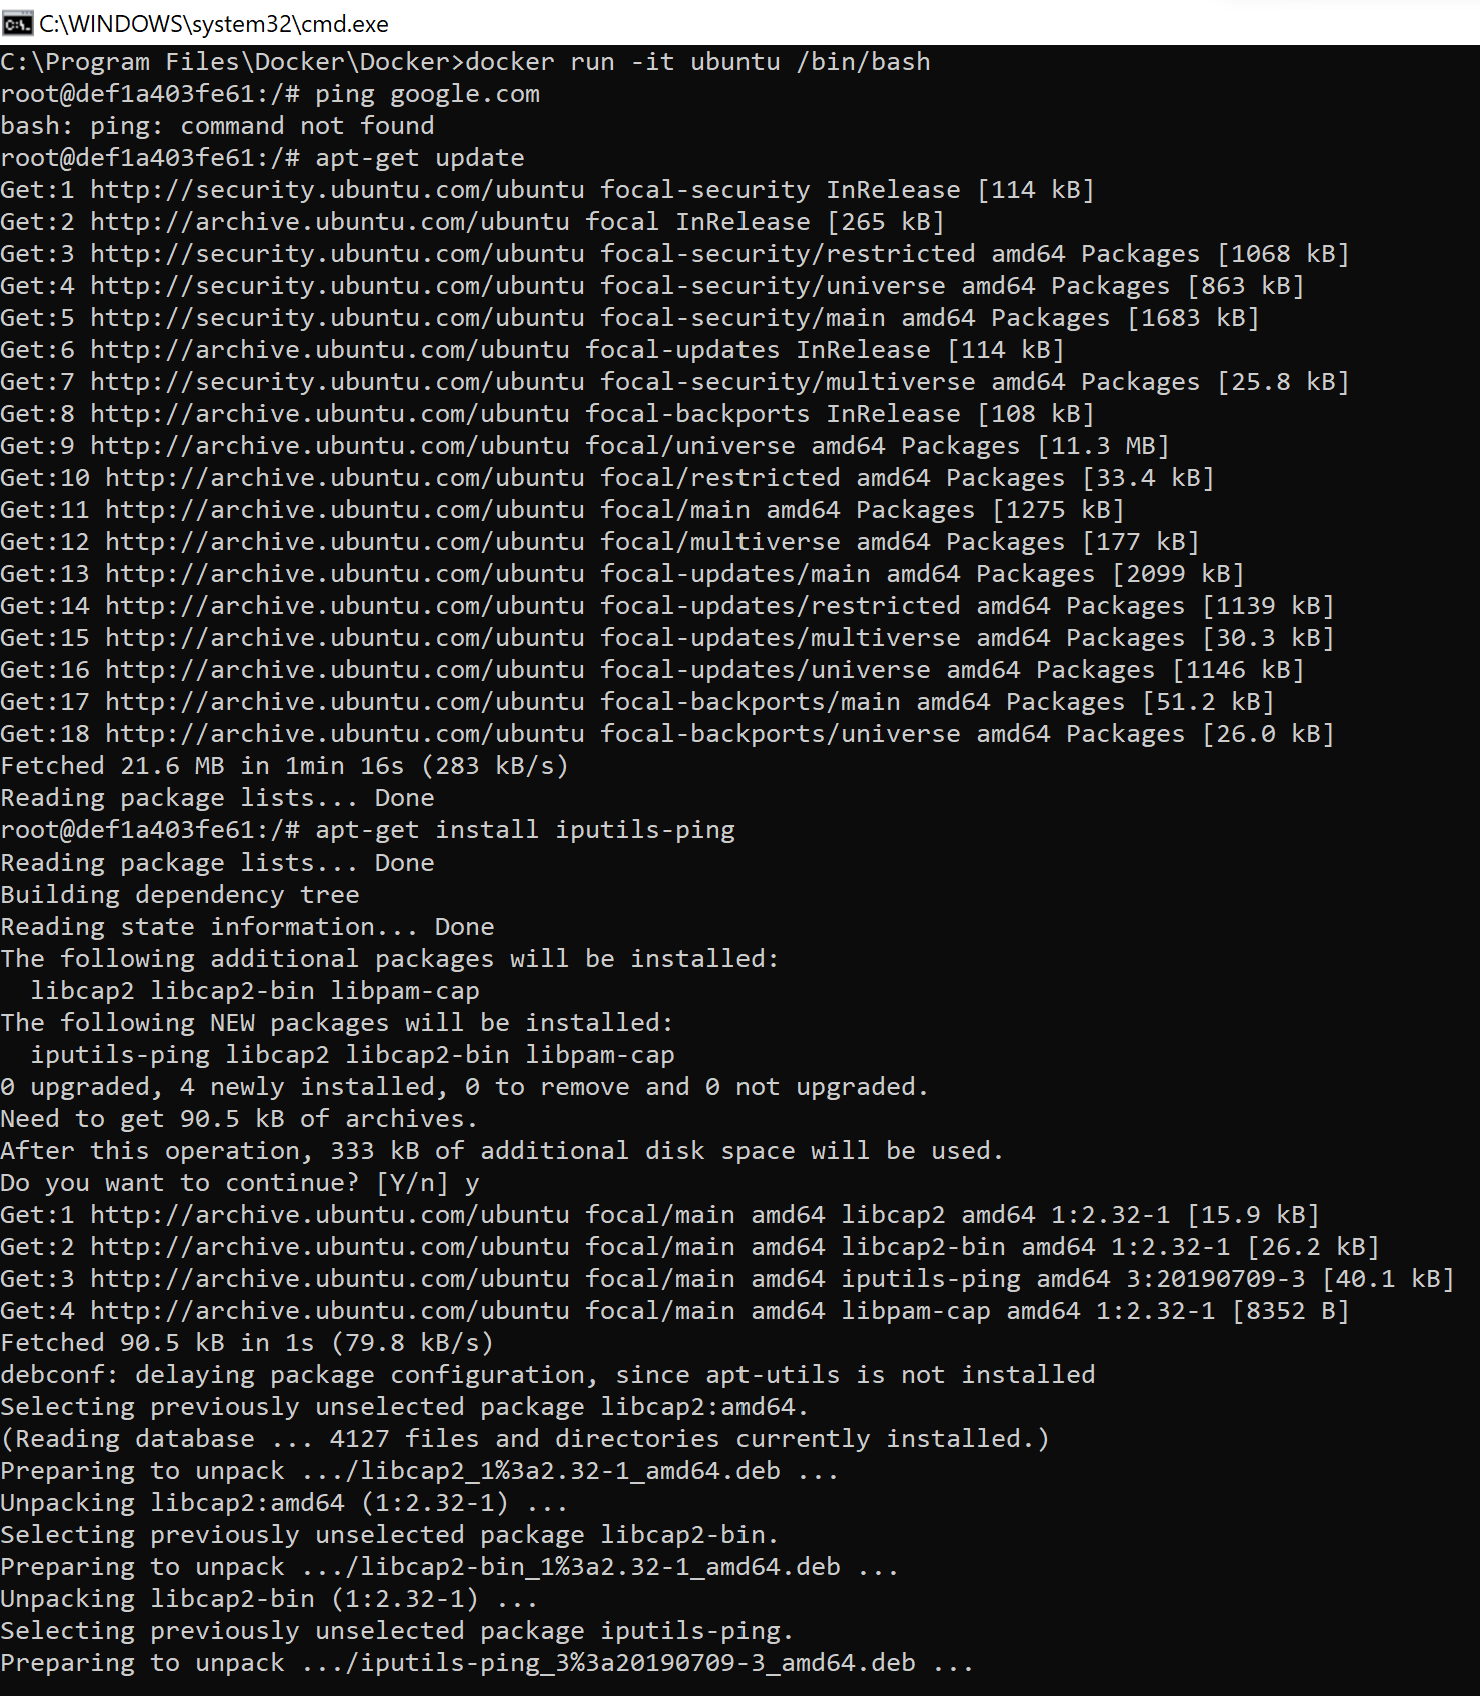 C:\WINDOWS\system32\cmd.exe
C:\Program Files\Docker\Docker>docker run -it ubuntu /bin/bash
root@def1a403fe61:/# ping google.com
bash: ping: command not found
root@def1a403fe61:/# apt-get update
Get:1 http://security.ubuntu.com/ubuntu focal-security InRelease [114 kB]
Get:2 http://archive.ubuntu.com/ubuntu focal InRelease [265 kB]
Get:3 http://security.ubuntu.com/ubuntu focal-security/restricted amd64 Packages [1068 kB]
Get:4 http://security.ubuntu.com/ubuntu focal-security/universe amd64 Packages [863 kB]
Get:5 http://security.ubuntu.com/ubuntu focal-security/main amd64 Packages [1683 kB]
Get:6 http://archive.ubuntu.com/ubuntu focal-updates InRelease [114 kB]
Get:7 http://security.ubuntu.com/ubuntu focal-security/multiverse amd64 Packages [25.8 kB]
Get:8 http://archive.ubuntu.com/ubuntu focal-backports InRelease [108 kB]
Get:9 http://archive.ubuntu.com/ubuntu focal/universe amd64 Packages [11.3 MB]
Get:10 http://archive.ubuntu.com/ubuntu focal/restricted amd64 Packages [33.4 kB]
Get:11 http://archive.ubuntu.com/ubuntu focal/main amd64 Packages [1275 kB]
Get:12 http://archive.ubuntu.com/ubuntu focal/multiverse amd64 Packages [177 kB]
Get:13 http://archive.ubuntu.com/ubuntu focal-updates/main amd64 Packages [2099 kB]
Get:14 http://archive.ubuntu.com/ubuntu focal-updates/restricted amd64 Packages [1139 kB]
Get:15 http://archive.ubuntu.com/ubuntu focal-updates/multiverse amd64 Packages [30.3 kB]
Get:16 http://archive.ubuntu.com/ubuntu focal-updates/universe amd64 Packages [1146 kB]
Get:17 http://archive.ubuntu.com/ubuntu focal-backports/main amd64 Packages [51.2 kB]
Get:18 http://archive.ubuntu.com/ubuntu focal-backports/universe amd64 Packages [26.0 kB]
Fetched 21.6 MB in 1min 16s (283 kB/s)
Reading package lists... Done
root@def1a403fe61:/# apt-get install iputils-ping
Reading package lists... Done
Building dependency tree
Reading state information... Done
The following additional packages will be installed:
  libcap2 libcap2-bin libpam-cap
The following NEW packages will be installed:
  iputils-ping libcap2 libcap2-bin libpam-cap
0 upgraded, 4 newly installed, 0 to remove and 0 not upgraded.
Need to get 90.5 kB of archives.
After this operation, 333 kB of additional disk space will be used.
Do you want to continue? [Y/n] y
Get:1 http://archive.ubuntu.com/ubuntu focal/main amd64 libcap2 amd64 1:2.32-1 [15.9 kB]
Get:2 http://archive.ubuntu.com/ubuntu focal/main amd64 libcap2-bin amd64 1:2.32-1 [26.2 kB]
Get:3 http://archive.ubuntu.com/ubuntu focal/main amd64 iputils-ping amd64 3:20190709-3 [40.1 kB]
Get:4 http://archive.ubuntu.com/ubuntu focal/main amd64 libpam-cap amd64 1:2.32-1 [8352 B]
Fetched 90.5 kB in 1s (79.8 kB/s)
debconf: delaying package configuration, since apt-utils is not installed
Selecting previously unselected package libcap2:amd64.
(Reading database ... 4127 files and directories currently installed.)
Preparing to unpack .../libcap2_1%3a2.32-1_amd64.deb ...
Unpacking libcap2:amd64 (1:2.32-1) ...
Selecting previously unselected package libcap2-bin.
Preparing to unpack .../libcap2-bin_1%3a2.32-1_amd64.deb ...
Unpacking libcap2-bin (1:2.32-1) ...
Selecting previously unselected package iputils-ping.
Preparing to unpack .../iputils-ping_3%3a20190709-3_amd64.deb ...